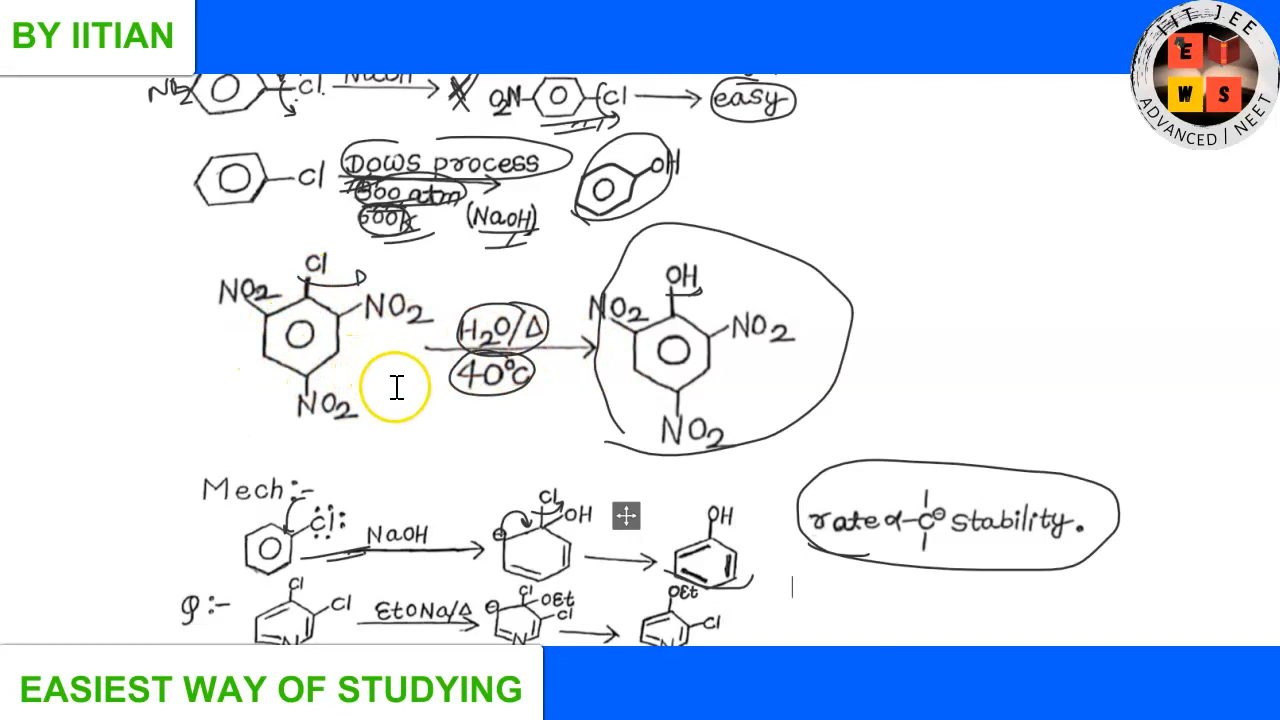 BY IITIAN
IIT JEE
E
W S
ADVANCED / NEET
NO2 Cl NaOH O2N Cl easy
Cl DOWS process OH
300 atm
600K (NaOH)
Cl OH
NO2 NO2 H2O/Δ NO2 NO2
40°C
NO2 NO2
Mech :-
Cl NaOH Cl OH OH rate α -C⊖ stability.
Q :- Cl Cl EtONa/Δ Cl OEt Cl OEt Cl
N N N
EASIEST WAY OF STUDYING